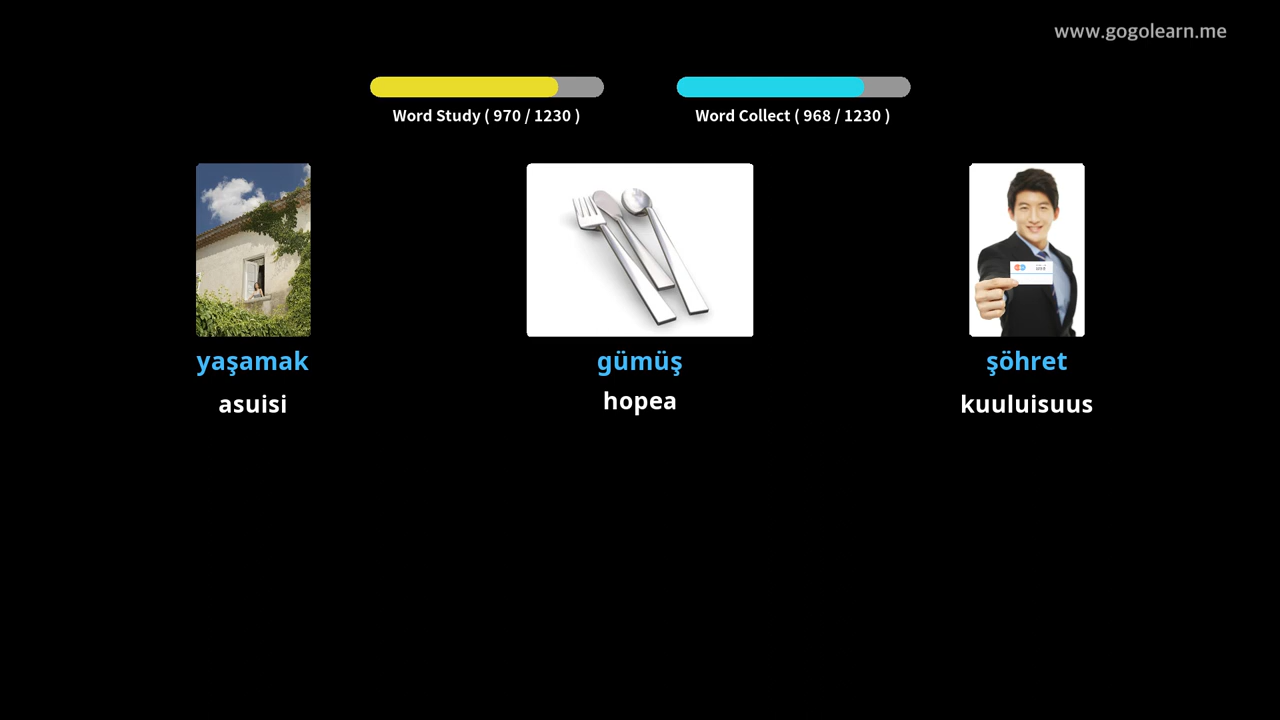 www.gogolearn.me
Word Study ( 970 / 1230 )
Word Collect ( 968 / 1230 )
yaşamak
gümüş
şöhret
asuisi
hopea
kuuluisuus